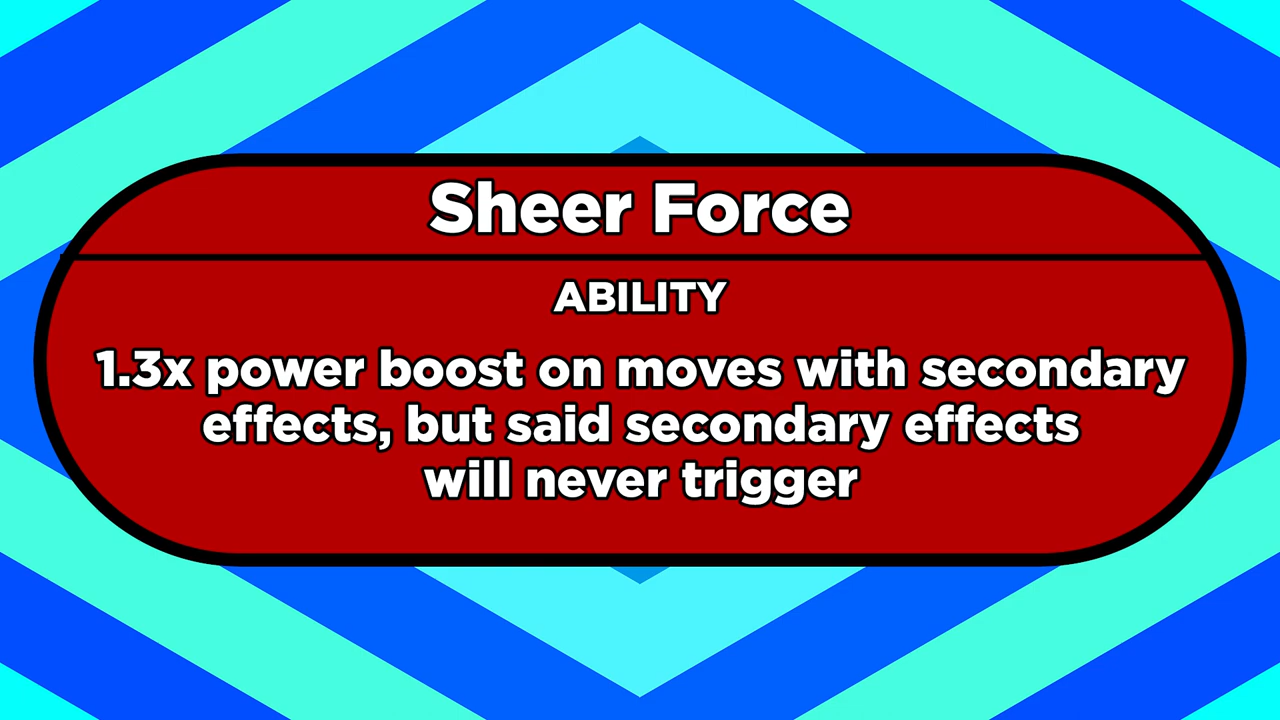 Sheer Force
ABILITY
1.3x power boost on moves with secondary
effects, but said secondary effects
will never trigger